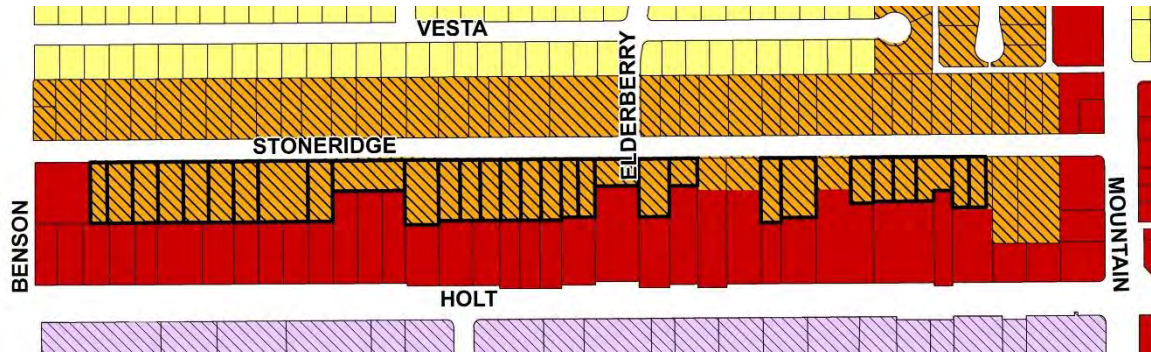 VESTA
ELDERBERRY
STONERIDGE
BENSON
MOUNTAIN
HOLT